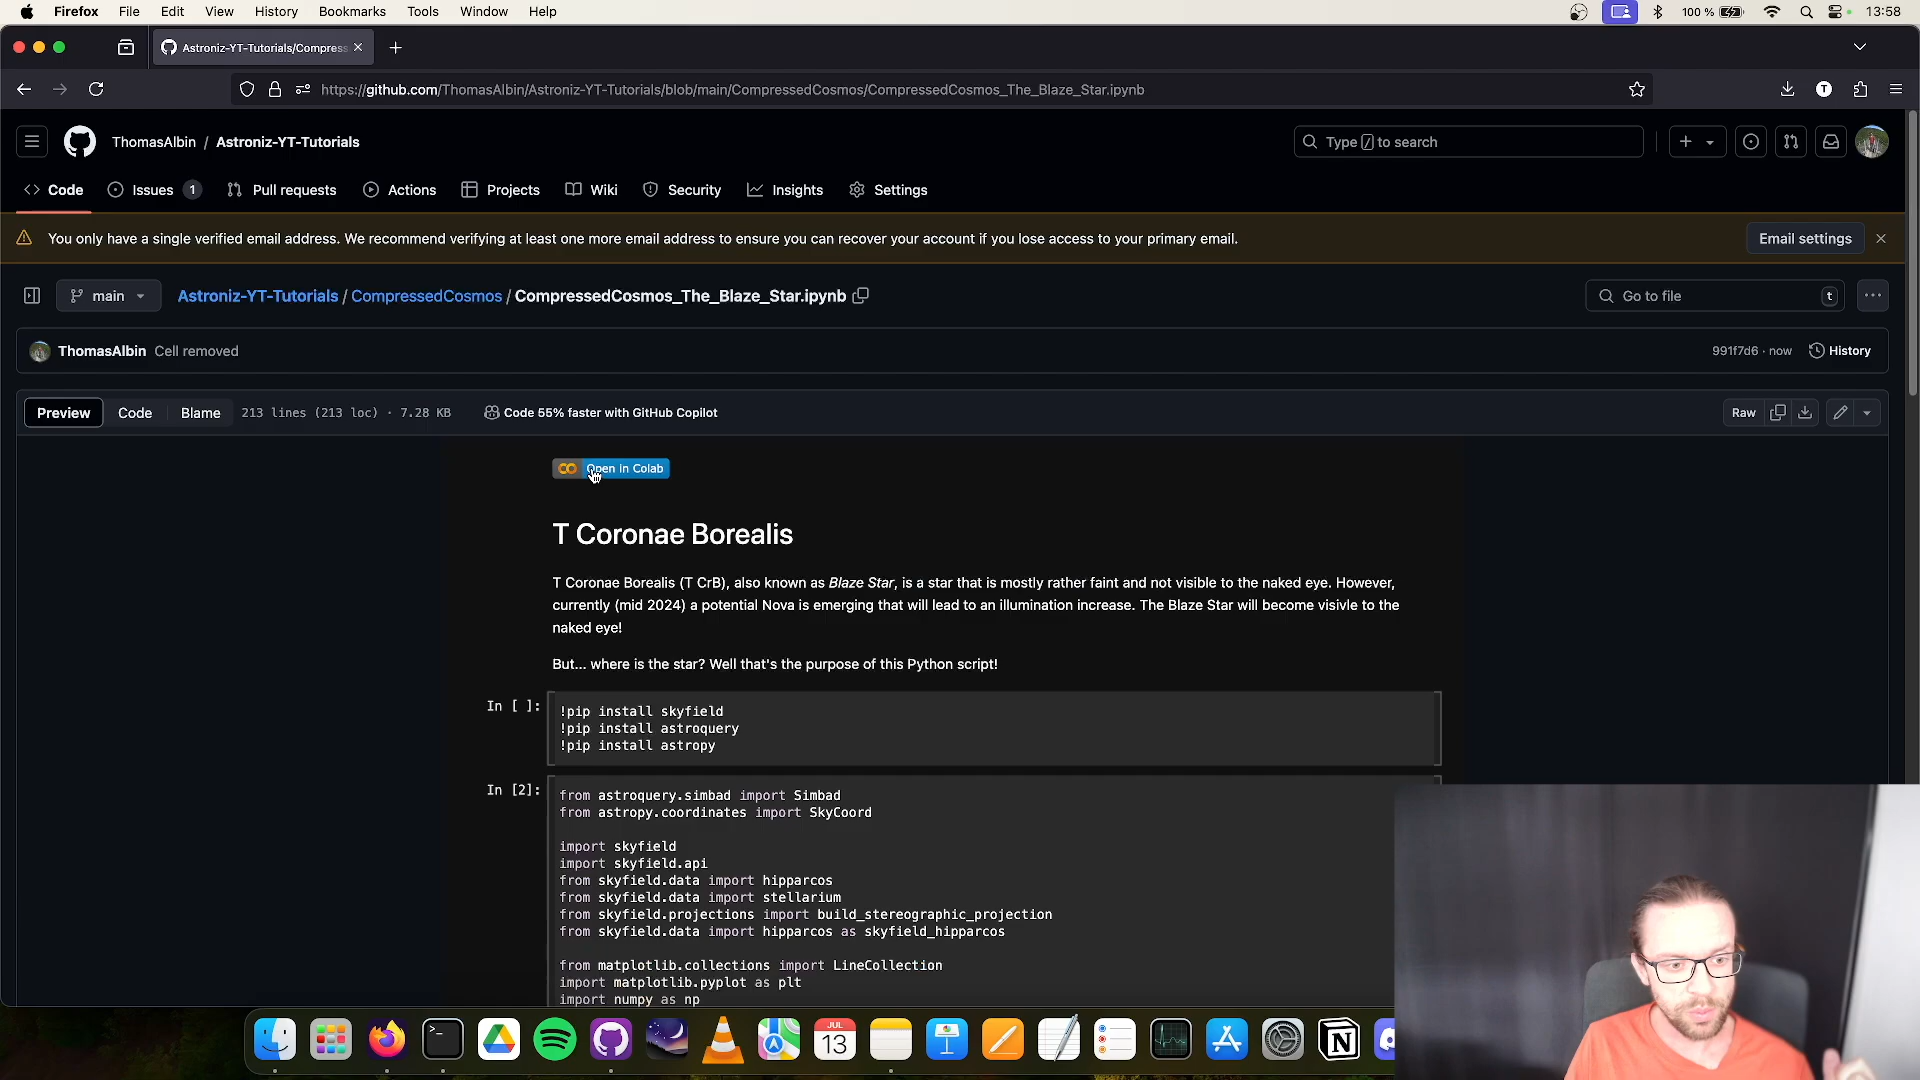 Firefox File Edit View History Bookmarks Tools Window Help 100 % 13:58
Astroniz-YT-Tutorials/Compress
https://github.com/ThomasAlbin/Astroniz-YT-Tutorials/blob/main/CompressedCosmos/CompressedCosmos_The_Blaze_Star.ipynb T
ThomasAlbin / Astroniz-YT-Tutorials Type / to search
Code Issues 1 Pull requests Actions Projects Wiki Security Insights Settings
You only have a single verified email address. We recommend verifying at least one more email address to ensure you can recover your account if you lose access to your primary email. Email settings
main Astroniz-YT-Tutorials / CompressedCosmos / CompressedCosmos_The_Blaze_Star.ipynb Go to file t
ThomasAlbin Cell removed 991f7d6 · now History
Preview Code Blame 213 lines (213 loc) · 7.28 KB Code 55% faster with GitHub Copilot Raw
Open in Colab
T Coronae Borealis
T Coronae Borealis (T CrB), also known as Blaze Star, is a star that is mostly rather faint and not visible to the naked eye. However,
currently (mid 2024) a potential Nova is emerging that will lead to an illumination increase. The Blaze Star will become visivle to the
naked eye!
But... where is the star? Well that's the purpose of this Python script!
In [ ]: !pip install skyfield
!pip install astroquery
!pip install astropy
In [2]: from astroquery.simbad import Simbad
from astropy.coordinates import SkyCoord
import skyfield
import skyfield.api
from skyfield.data import hipparcos
from skyfield.data import stellarium
from skyfield.projections import build_stereographic_projection
from skyfield.data import hipparcos as skyfield_hipparcos
from matplotlib.collections import LineCollection
import matplotlib.pyplot as plt
import numpy as np
JUL
13